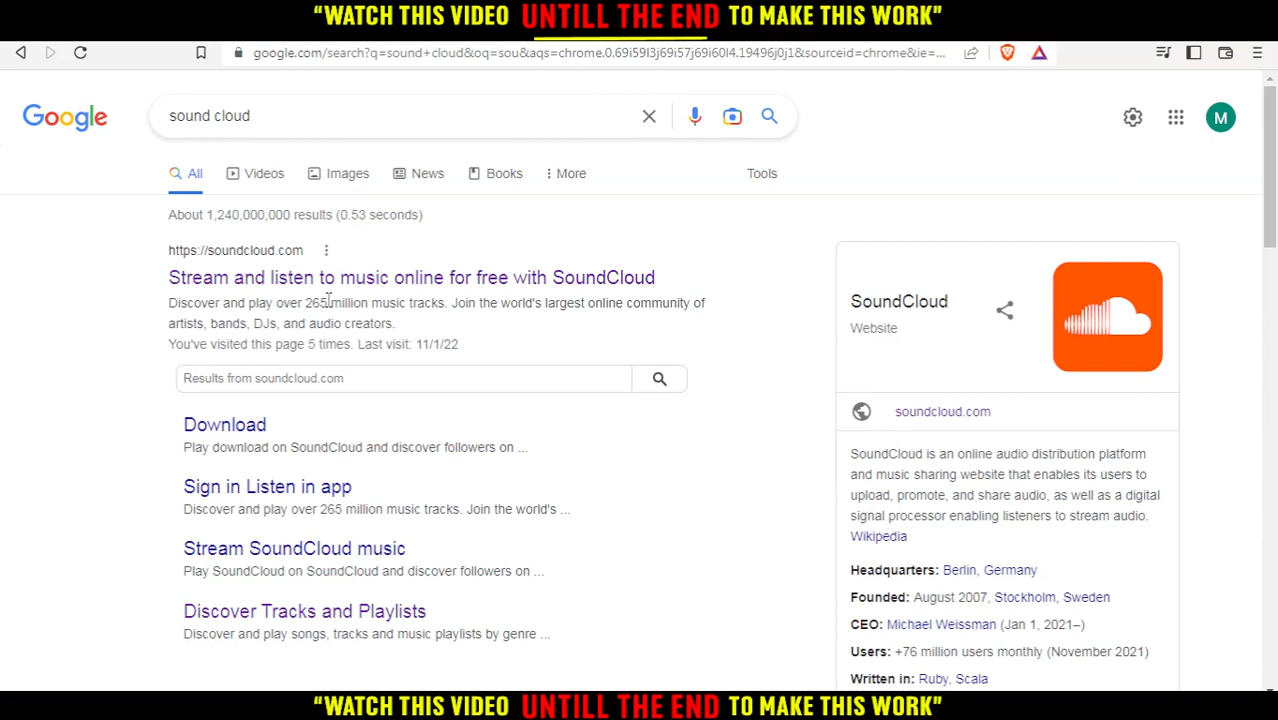 "WATCH THIS VIDEO UNTILL THE END TO MAKE THIS WORK"
google.com/search?q=sound+cloud&oq=sou&aqs=chrome.0.69i59l3j69i57j69i60l4.19496j0j1&sourceid=chrome&ie=...
Google
sound cloud
M
All
Videos
Images
News
Books
More
Tools
About 1,240,000,000 results (0.53 seconds)
https://soundcloud.com
Stream and listen to music online for free with SoundCloud
Discover and play over 265 million music tracks. Join the world's largest online community of
artists, bands, DJs, and audio creators.
You've visited this page 5 times. Last visit: 11/1/22
Results from soundcloud.com
Download
Play download on SoundCloud and discover followers on ...
Sign in Listen in app
Discover and play over 265 million music tracks. Join the world's ...
Stream SoundCloud music
Play SoundCloud on SoundCloud and discover followers on ...
Discover Tracks and Playlists
Discover and play songs, tracks and music playlists by genre ...
SoundCloud
Website
soundcloud.com
SoundCloud is an online audio distribution platform
and music sharing website that enables its users to
upload, promote, and share audio, as well as a digital
signal processor enabling listeners to stream audio.
Wikipedia
Headquarters: Berlin, Germany
Founded: August 2007, Stockholm, Sweden
CEO: Michael Weissman (Jan 1, 2021–)
Users: +76 million users monthly (November 2021)
Written in: Ruby, Scala
"WATCH THIS VIDEO UNTILL THE END TO MAKE THIS WORK"